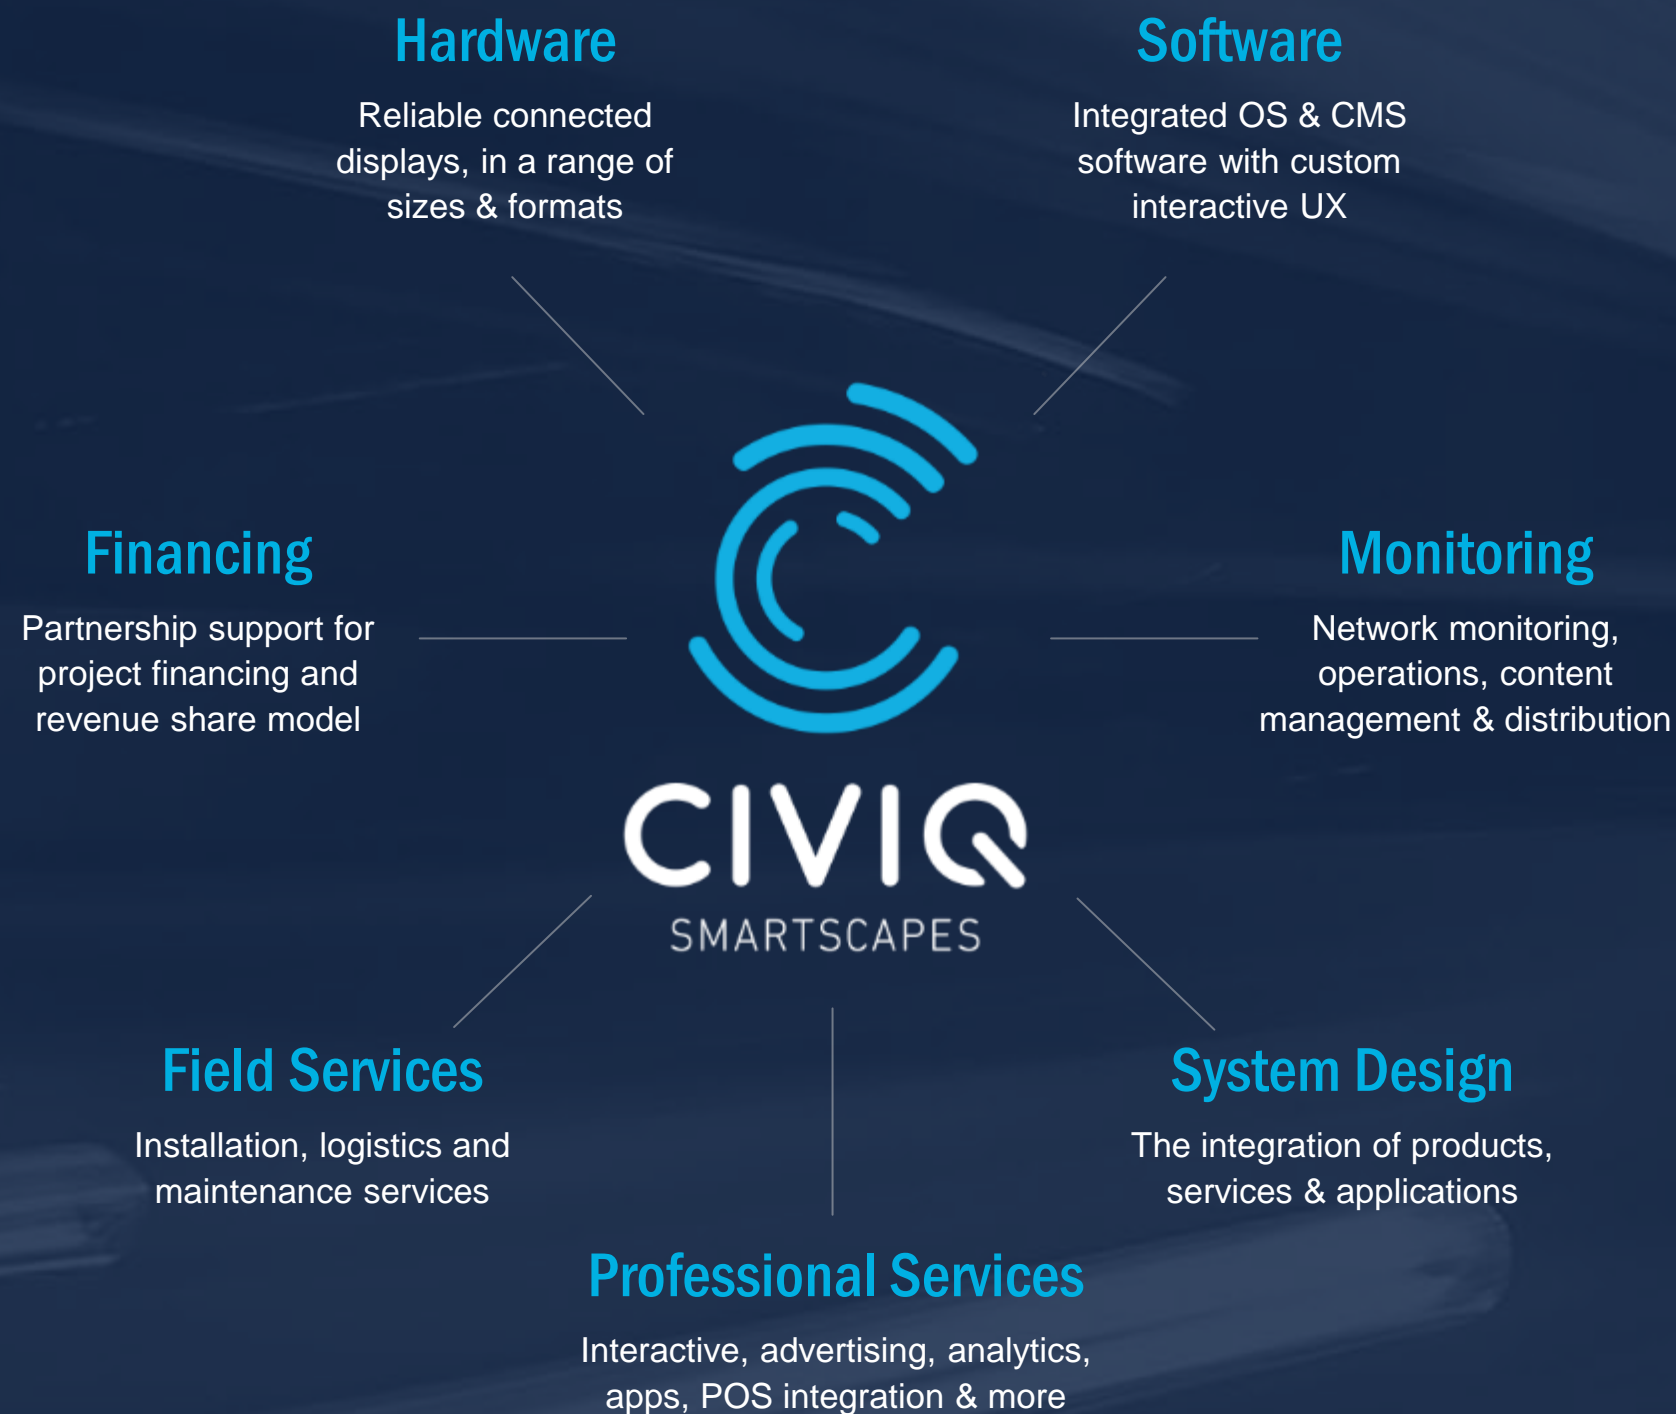 Hardware
Reliable connected
displays, in a range of
sizes & formats
Software
Integrated OS & CMS
software with custom
interactive UX
Financing
Partnership support for
project financing and
revenue share model
Monitoring
Network monitoring,
operations, content
management & distribution
CIVIQ
SMARTSCAPES
Field Services
Installation, logistics and
maintenance services
System Design
The integration of products,
services & applications
Professional Services
Interactive, advertising, analytics,
apps, POS integration & more